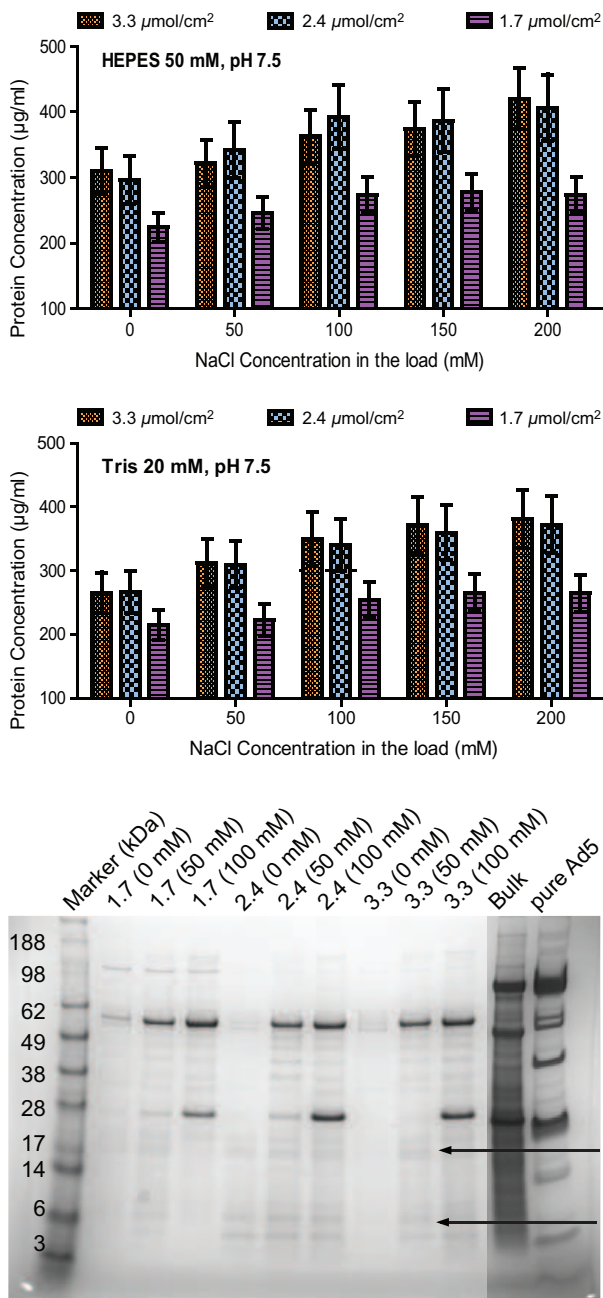 3.3 µmol/cm² 2.4 µmol/cm² 1.7 µmol/cm²
500
HEPES 50 mM, pH 7.5
400
300
200
100
Protein Concentration (µg/ml)
0 50 100 150 200
NaCl Concentration in the load (mM)
3.3 µmol/cm² 2.4 µmol/cm² 1.7 µmol/cm²
500
Tris 20 mM, pH 7.5
400
300
200
100
Protein Concentration (µg/ml)
0 50 100 150 200
NaCl Concentration in the load (mM)
Marker (kDa)
1.7 (0 mM)
1.7 (50 mM)
1.7 (100 mM)
2.4 (0 mM)
2.4 (50 mM)
2.4 (100 mM)
3.3 (0 mM)
3.3 (50 mM)
3.3 (100 mM)
Bulk
pure Ad5
188
98
62
49
38
28
17
14
6
3